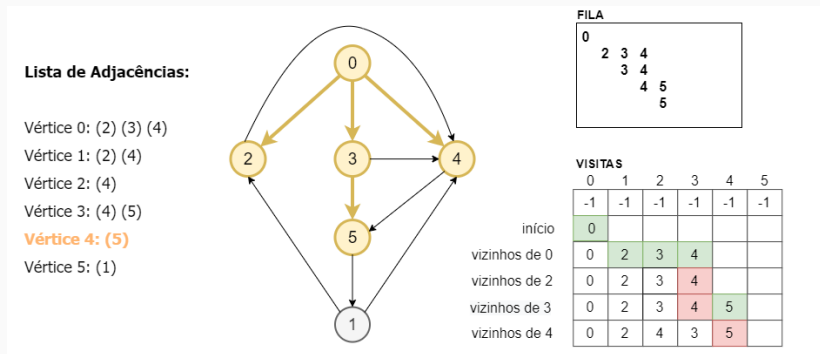 FILA
0
2 3 4
3 4
4 5
5
Lista de Adjacências:
Vértice 0: (2) (3) (4)
Vértice 1: (2) (4)
Vértice 2: (4)
Vértice 3: (4) (5)
Vértice 4: (5)
Vértice 5: (1)
0
2 3 4
5
1
VISITAS
0 1 2 3 4 5
-1 -1 -1 -1 -1 -1
início 0
vizinhos de 0 0 2 3 4
vizinhos de 2 0 2 3 4
vizinhos de 3 0 2 3 4 5
vizinhos de 4 0 2 4 3 5